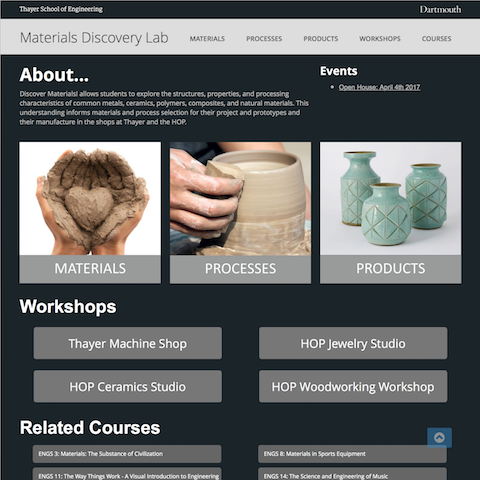 Thayer School of Engineering
Dartmouth
Materials Discovery Lab
MATERIALS
PROCESSES
PRODUCTS
WORKSHOPS
COURSES
About...
Discover Materials! allows students to explore the structures, properties, and processing
characteristics of common metals, ceramics, polymers, composites, and natural materials. This
understanding informs materials and process selection for their project and prototypes and
their manufacture in the shops at Thayer and the HOP.
Events
Open House: April 4th 2017
MATERIALS
PROCESSES
PRODUCTS
Workshops
Thayer Machine Shop
HOP Jewelry Studio
HOP Ceramics Studio
HOP Woodworking Workshop
Related Courses
ENGS 3: Materials: The Substance of Civilization
ENGS 8: Materials in Sports Equipment
ENGS 11: The Way Things Work - A Visual Introduction to Engineering
ENGS 14: The Science and Engineering of Music